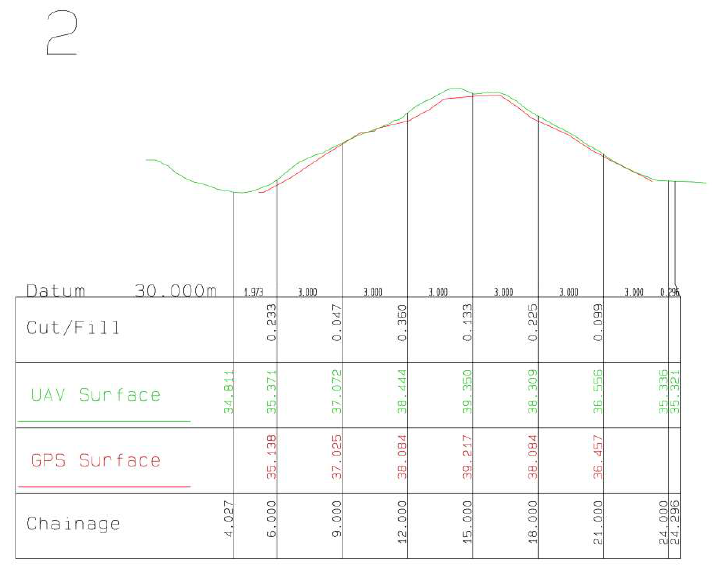 2
Datum 30.000m 1.973 3.000 3.000 3.000 3.000 3.000 3.000 0.296
Cut/Fill 0.233 0.047 0.360 0.133 0.225 0.099
UAV Surface 34.811 35.371 37.072 38.444 39.350 38.309 36.556 35.336 35.321
GPS Surface 35.138 37.025 38.084 39.217 38.084 36.457
Chainage 4.027 6.000 9.000 12.000 15.000 18.000 21.000 24.000 24.296